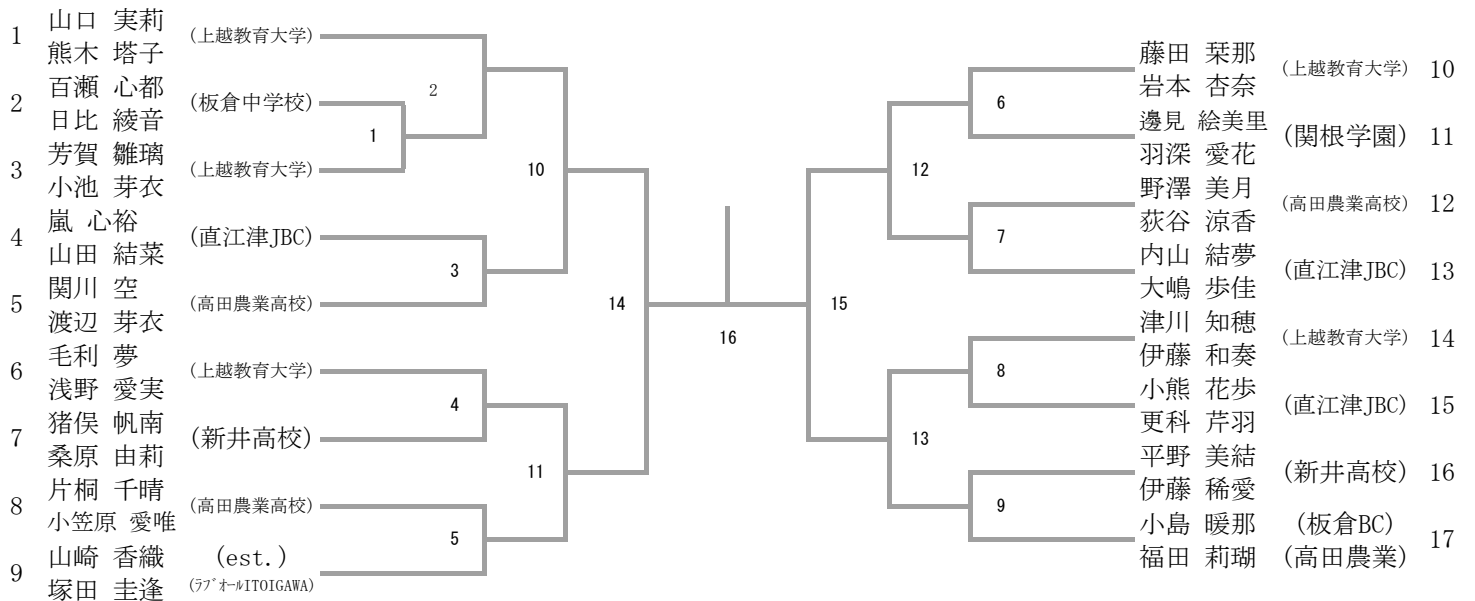 1 山口 実莉 (上越教育大学)
熊木 塔子
2 百瀬 心都 (板倉中学校)
日比 綾音
3 芳賀 雛璃 (上越教育大学)
小池 芽衣
4 嵐 心裕 (直江津JBC)
山田 結菜
5 関川 空 (高田農業高校)
渡辺 芽衣
6 毛利 夢 (上越教育大学)
浅野 愛実
7 猪俣 帆南 (新井高校)
桑原 由莉
8 片桐 千晴 (高田農業高校)
小笠原 愛唯
9 山崎 香織 (est.)
塚田 圭逢 (ﾗﾌﾞｵｰﾙITOIGAWA)
2
1
10
3
14
4
11
5
16
6
12
7
15
8
13
9
藤田 栞那 (上越教育大学) 10
岩本 杏奈
邊見 絵美里 (関根学園) 11
羽深 愛花
野澤 美月 (高田農業高校) 12
荻谷 涼香
内山 結夢 (直江津JBC) 13
大嶋 歩佳
津川 知穂 (上越教育大学) 14
伊藤 和奏
小熊 花歩 (直江津JBC) 15
更科 芹羽
平野 美結 (新井高校) 16
伊藤 稀愛
小島 暖那 (板倉BC) 17
福田 莉瑚 (高田農業)